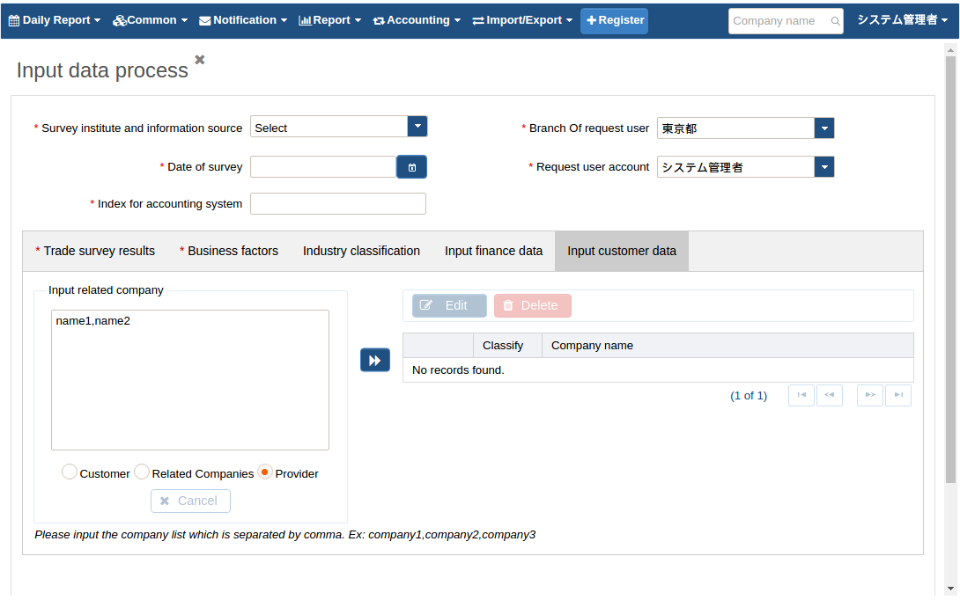 Daily Report Common Notification Report Accounting Import/Export Register Company name システム管理者
Input data process
* Survey institute and information source Select * Branch Of request user 東京都
* Date of survey * Request user account システム管理者
* Index for accounting system
* Trade survey results * Business factors Industry classification Input finance data Input customer data
Input related company
name1,name2
Edit Delete
Classify Company name
No records found.
(1 of 1)
Customer Related Companies Provider
Cancel
Please input the company list which is separated by comma. Ex: company1,company2,company3